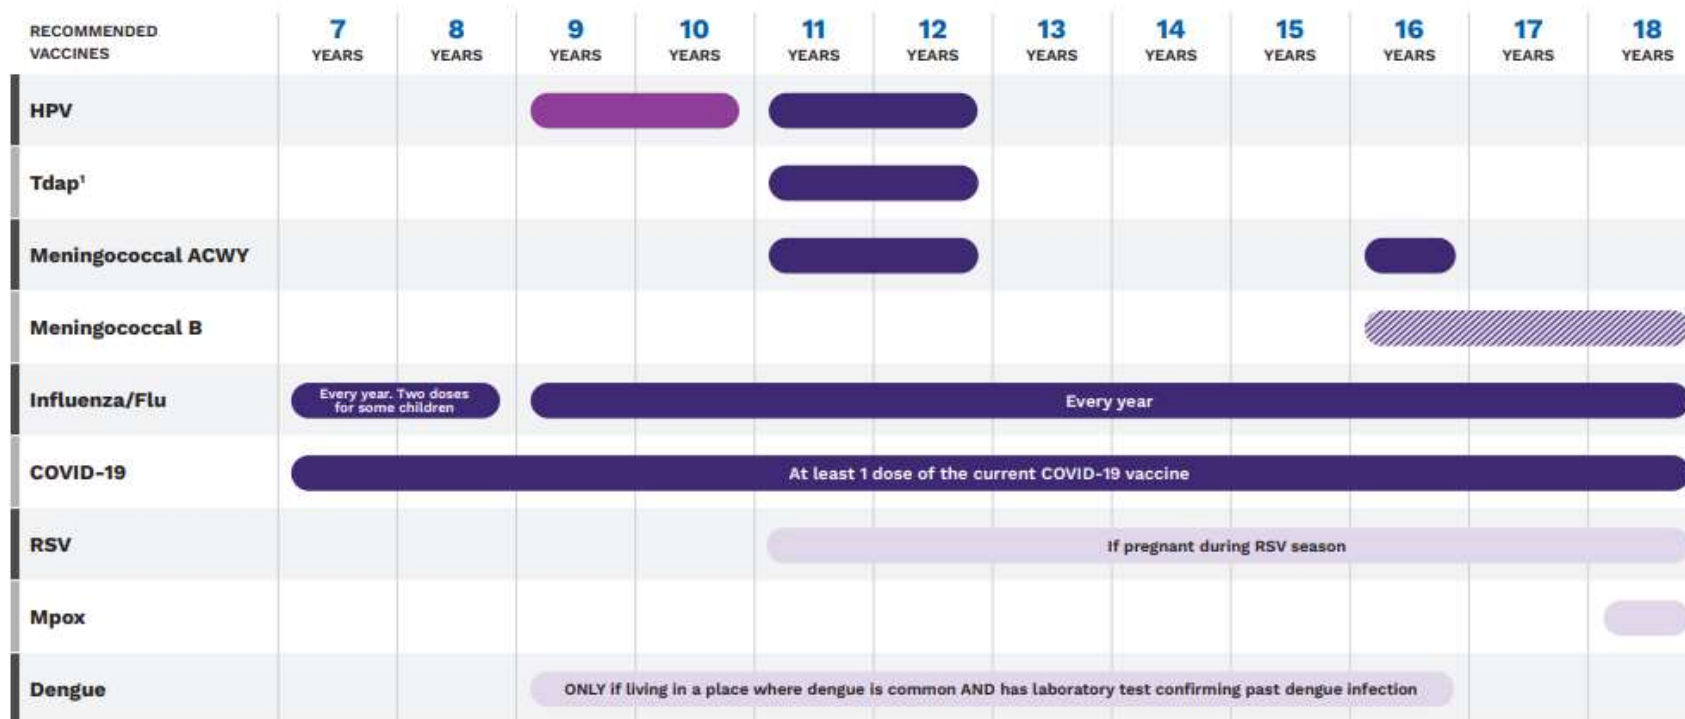 RECOMMENDED
VACCINES
7
YEARS
8
YEARS
9
YEARS
10
YEARS
11
YEARS
12
YEARS
13
YEARS
14
YEARS
15
YEARS
16
YEARS
17
YEARS
18
YEARS
HPV
Tdap¹
Meningococcal ACWY
Meningococcal B
Influenza/Flu
Every year. Two doses
for some children
Every year
COVID-19
At least 1 dose of the current COVID-19 vaccine
RSV
If pregnant during RSV season
Mpox
Dengue
ONLY if living in a place where dengue is common AND has laboratory test confirming past dengue infection